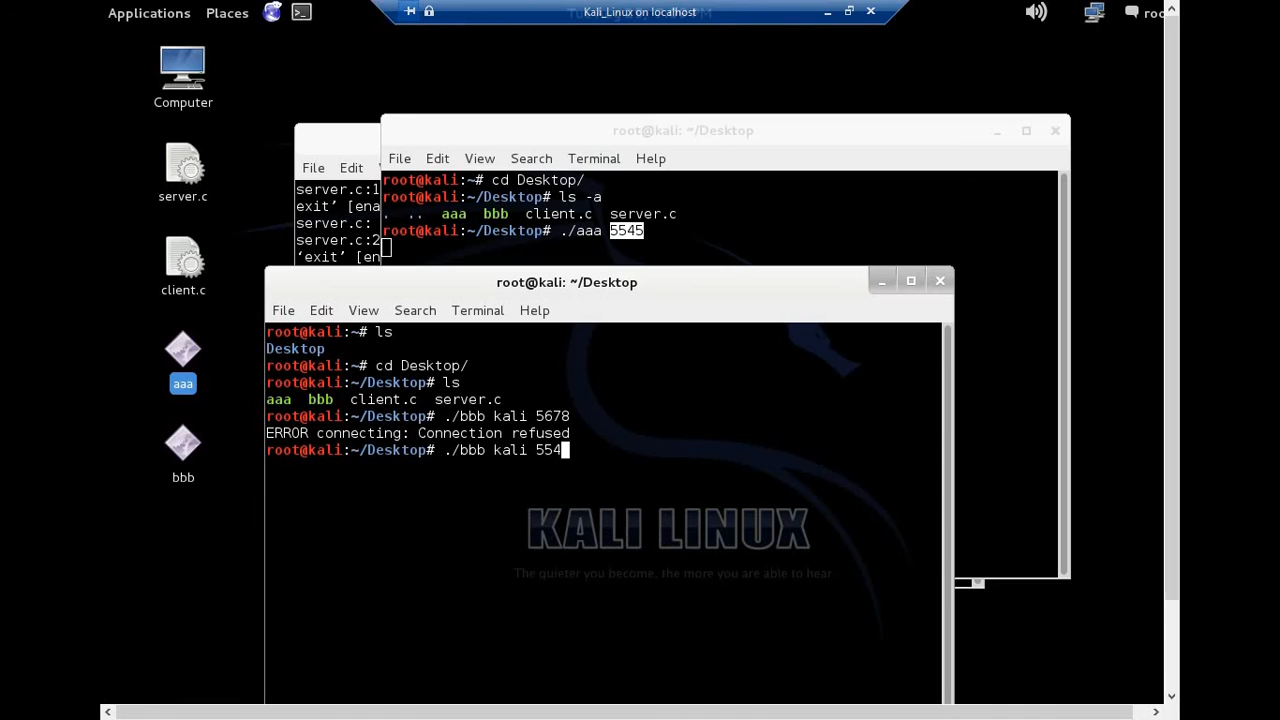 Applications Places
Kali_Linux on localhost
roo
Computer
server.c
client.c
aaa
bbb
File Edit
server.c:1
exit’ [ena
server.c:
server.c:2
‘exit’ [en
root@kali: ~/Desktop
File Edit View Search Terminal Help
root@kali:~# cd Desktop/
root@kali:~/Desktop# ls -a
. .. aaa bbb client.c server.c
root@kali:~/Desktop# ./aaa 5545
root@kali: ~/Desktop
File Edit View Search Terminal Help
root@kali:~# ls
Desktop
root@kali:~# cd Desktop/
root@kali:~/Desktop# ls
aaa bbb client.c server.c
root@kali:~/Desktop# ./bbb kali 5678
ERROR connecting: Connection refused
root@kali:~/Desktop# ./bbb kali 554
KALI LINUX
The quieter you become, the more you are able to hear